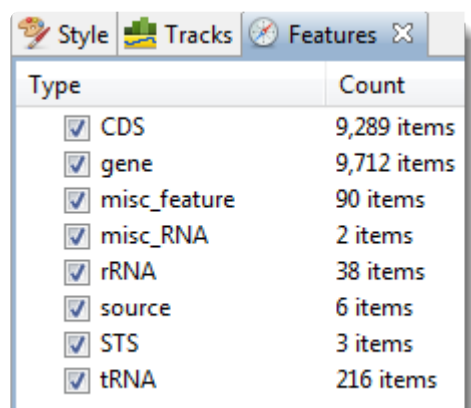 Style Tracks Features
Type Count
CDS 9,289 items
gene 9,712 items
misc_feature 90 items
misc_RNA 2 items
rRNA 38 items
source 6 items
STS 3 items
tRNA 216 items